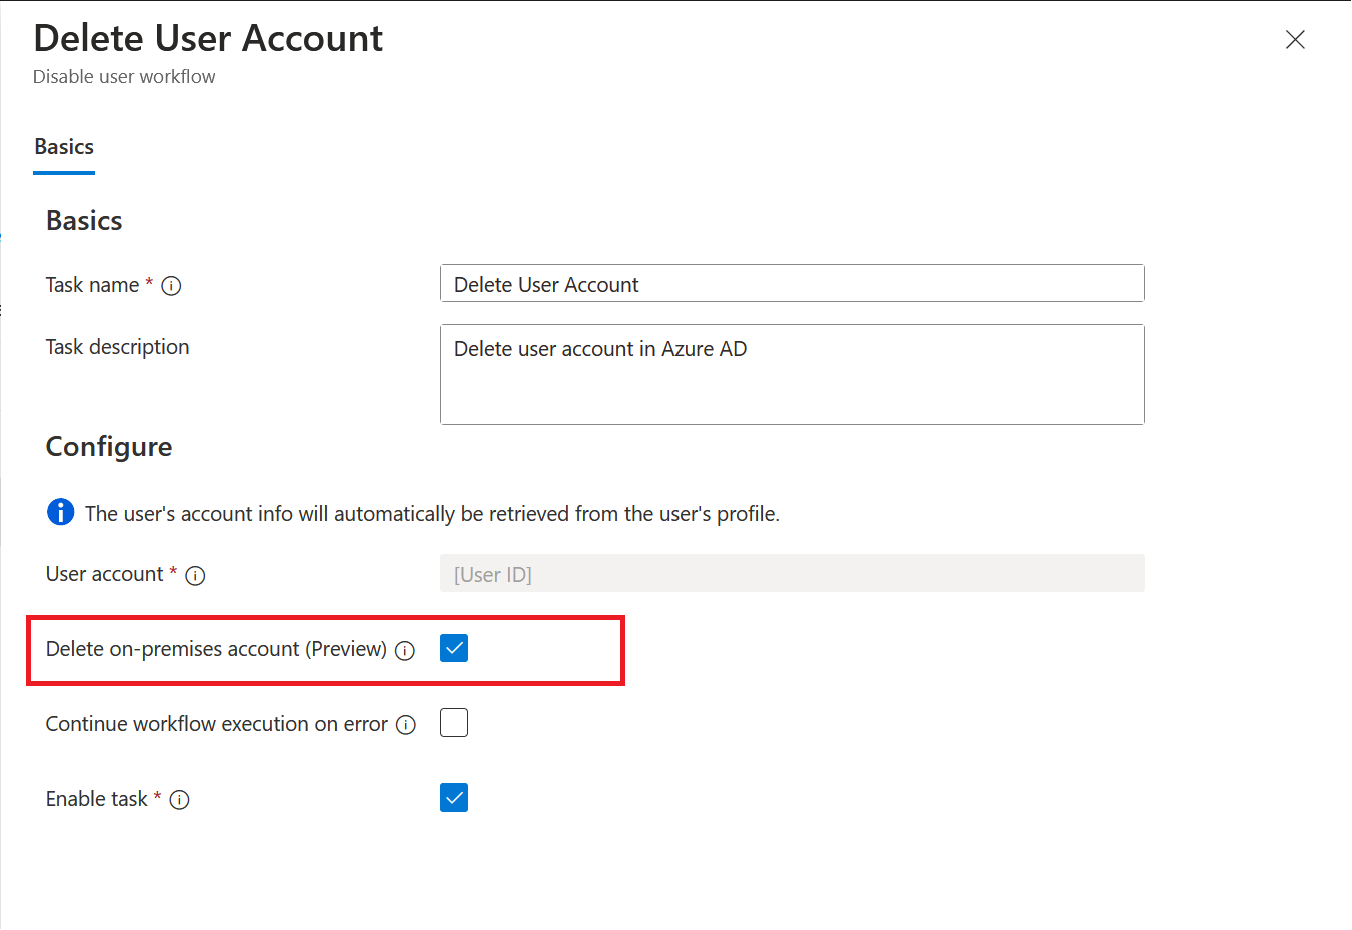 Delete User Account
Disable user workflow
Basics
Basics
Task name *
Delete User Account
Task description
Delete user account in Azure AD
Configure
The user's account info will automatically be retrieved from the user's profile.
User account *
[User ID]
Delete on-premises account (Preview)
Continue workflow execution on error
Enable task *